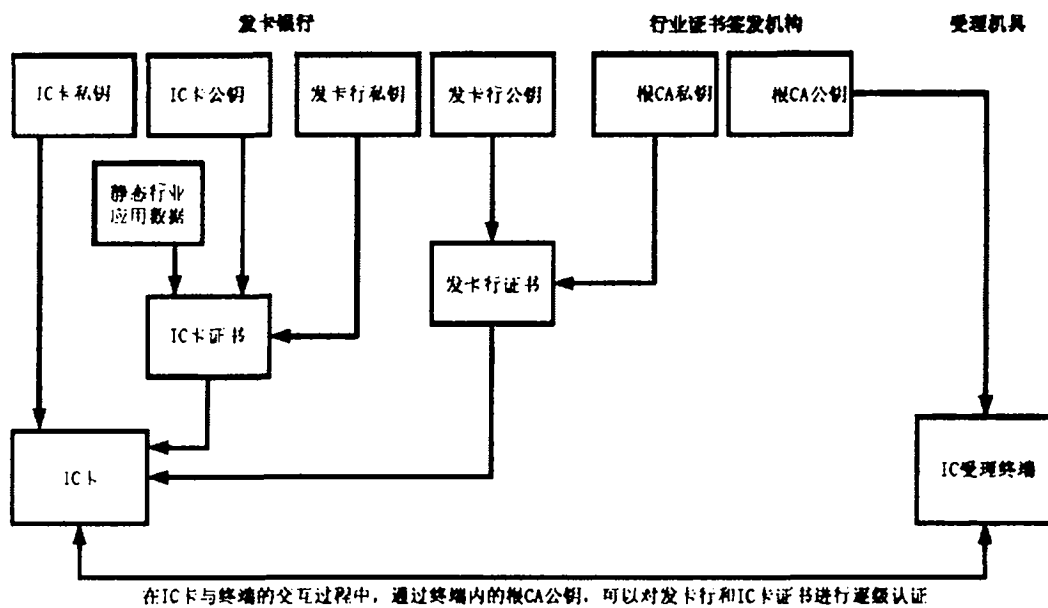 发卡银行
行业证书签发机构
受理机具
IC卡私钥
IC卡公钥
发卡行私钥
发卡行公钥
根CA私钥
根CA公钥
静态行业
应用数据
发卡行证书
IC卡证书
IC卡
IC受理终端
在IC卡与终端的交互过程中，通过终端内的根CA公钥，可以对发卡行和IC卡证书进行逐级认证